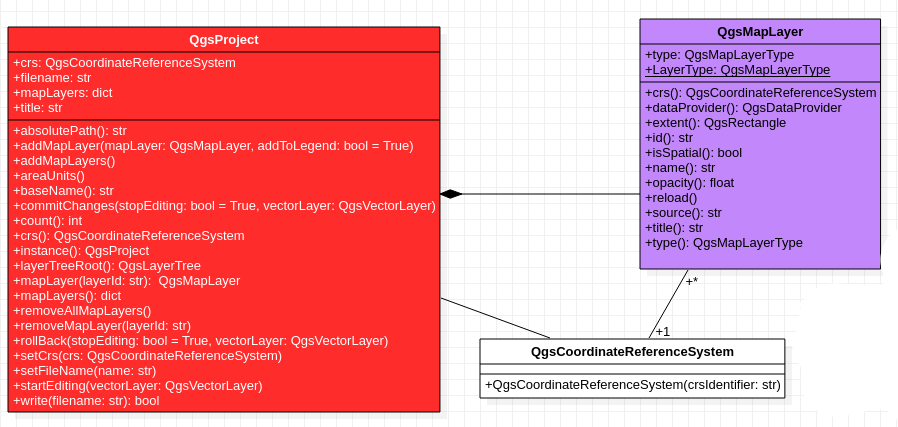 QgsProject
+crs: QgsCoordinateReferenceSystem
+filename: str
+mapLayers: dict
+title: str
+absolutePath(): str
+addMapLayer(mapLayer: QgsMapLayer, addToLegend: bool = True)
+addMapLayers()
+areaUnits()
+baseName(): str
+commitChanges(stopEditing: bool = True, vectorLayer: QgsVectorLayer)
+count(): int
+crs(): QgsCoordinateReferenceSystem
+instance(): QgsProject
+layerTreeRoot(): QgsLayerTree
+mapLayer(layerId: str): QgsMapLayer
+mapLayers(): dict
+removeAllMapLayers()
+removeMapLayer(layerId: str)
+rollBack(stopEditing: bool = True, vectorLayer: QgsVectorLayer)
+setCrs(crs: QgsCoordinateReferenceSystem)
+setFileName(name: str)
+startEditing(vectorLayer: QgsVectorLayer)
+write(filename: str): bool
QgsMapLayer
+type: QgsMapLayerType
+LayerType: QgsMapLayerType
+crs(): QgsCoordinateReferenceSystem
+dataProvider(): QgsDataProvider
+extent(): QgsRectangle
+id(): str
+isSpatial(): bool
+name(): str
+opacity(): float
+reload()
+source(): str
+title(): str
+type(): QgsMapLayerType
+*
+1
QgsCoordinateReferenceSystem
+QgsCoordinateReferenceSystem(crsIdentifier: str)